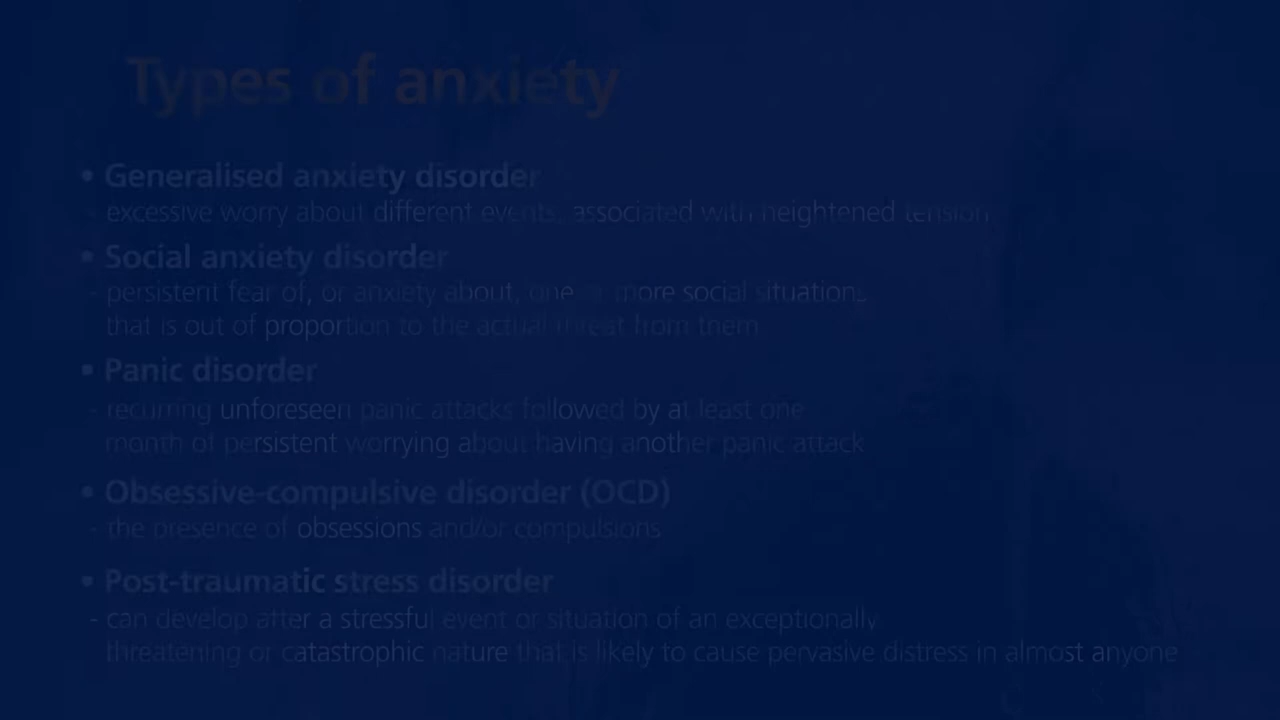 Types of anxiety
• Generalised anxiety disorder
- excessive worry about different events, associated with heightened tension
• Social anxiety disorder
- persistent fear of, or anxiety about, one or more social situations
that is out of proportion to the actual threat from them
• Panic disorder
- recurring unforeseen panic attacks followed by at least one
month of persistent worrying about having another panic attack
• Obsessive-compulsive disorder (OCD)
- the presence of obsessions and/or compulsions
• Post-traumatic stress disorder
- can develop after a stressful event or situation of an exceptionally
threatening or catastrophic nature that is likely to cause pervasive distress in almost anyone